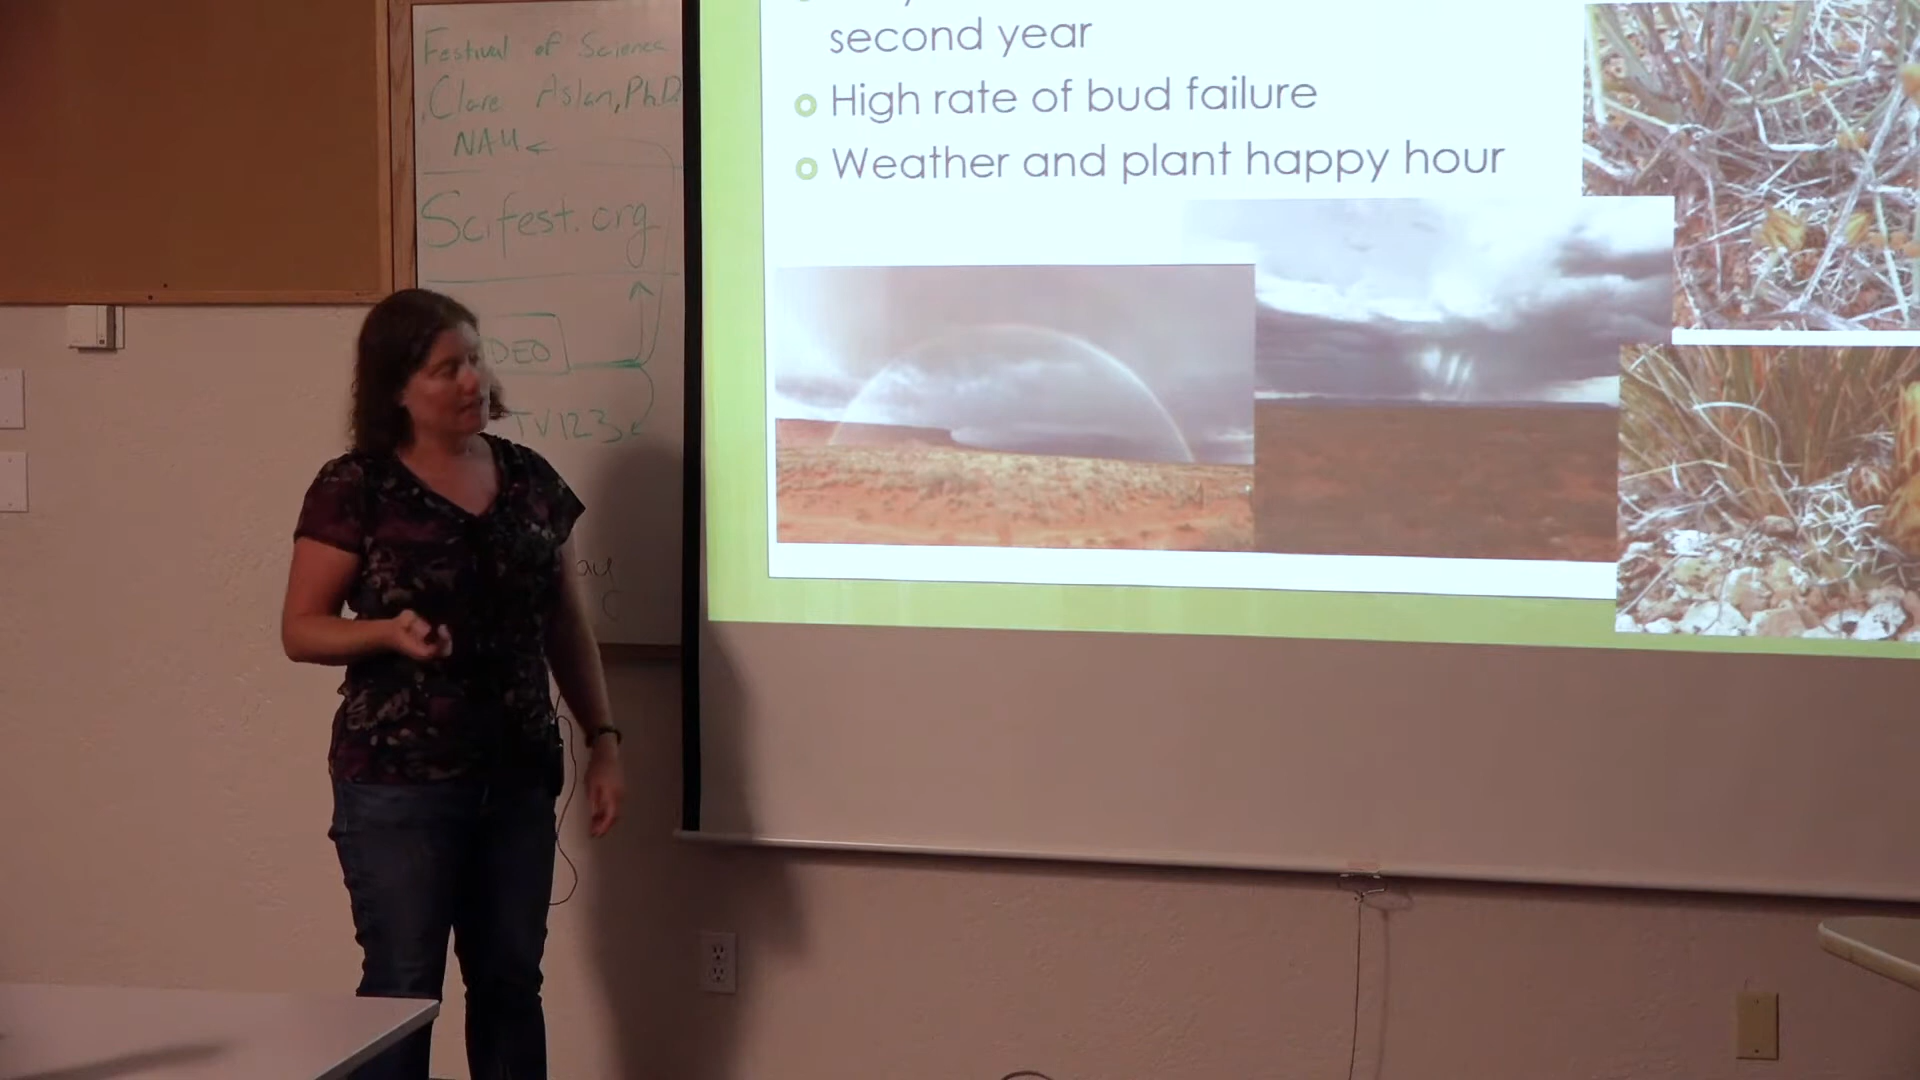 Festival of Science
Clare Aslan, Ph.D.
NAU
Scifest.org
DEO
TV123
second year
High rate of bud failure
Weather and plant happy hour